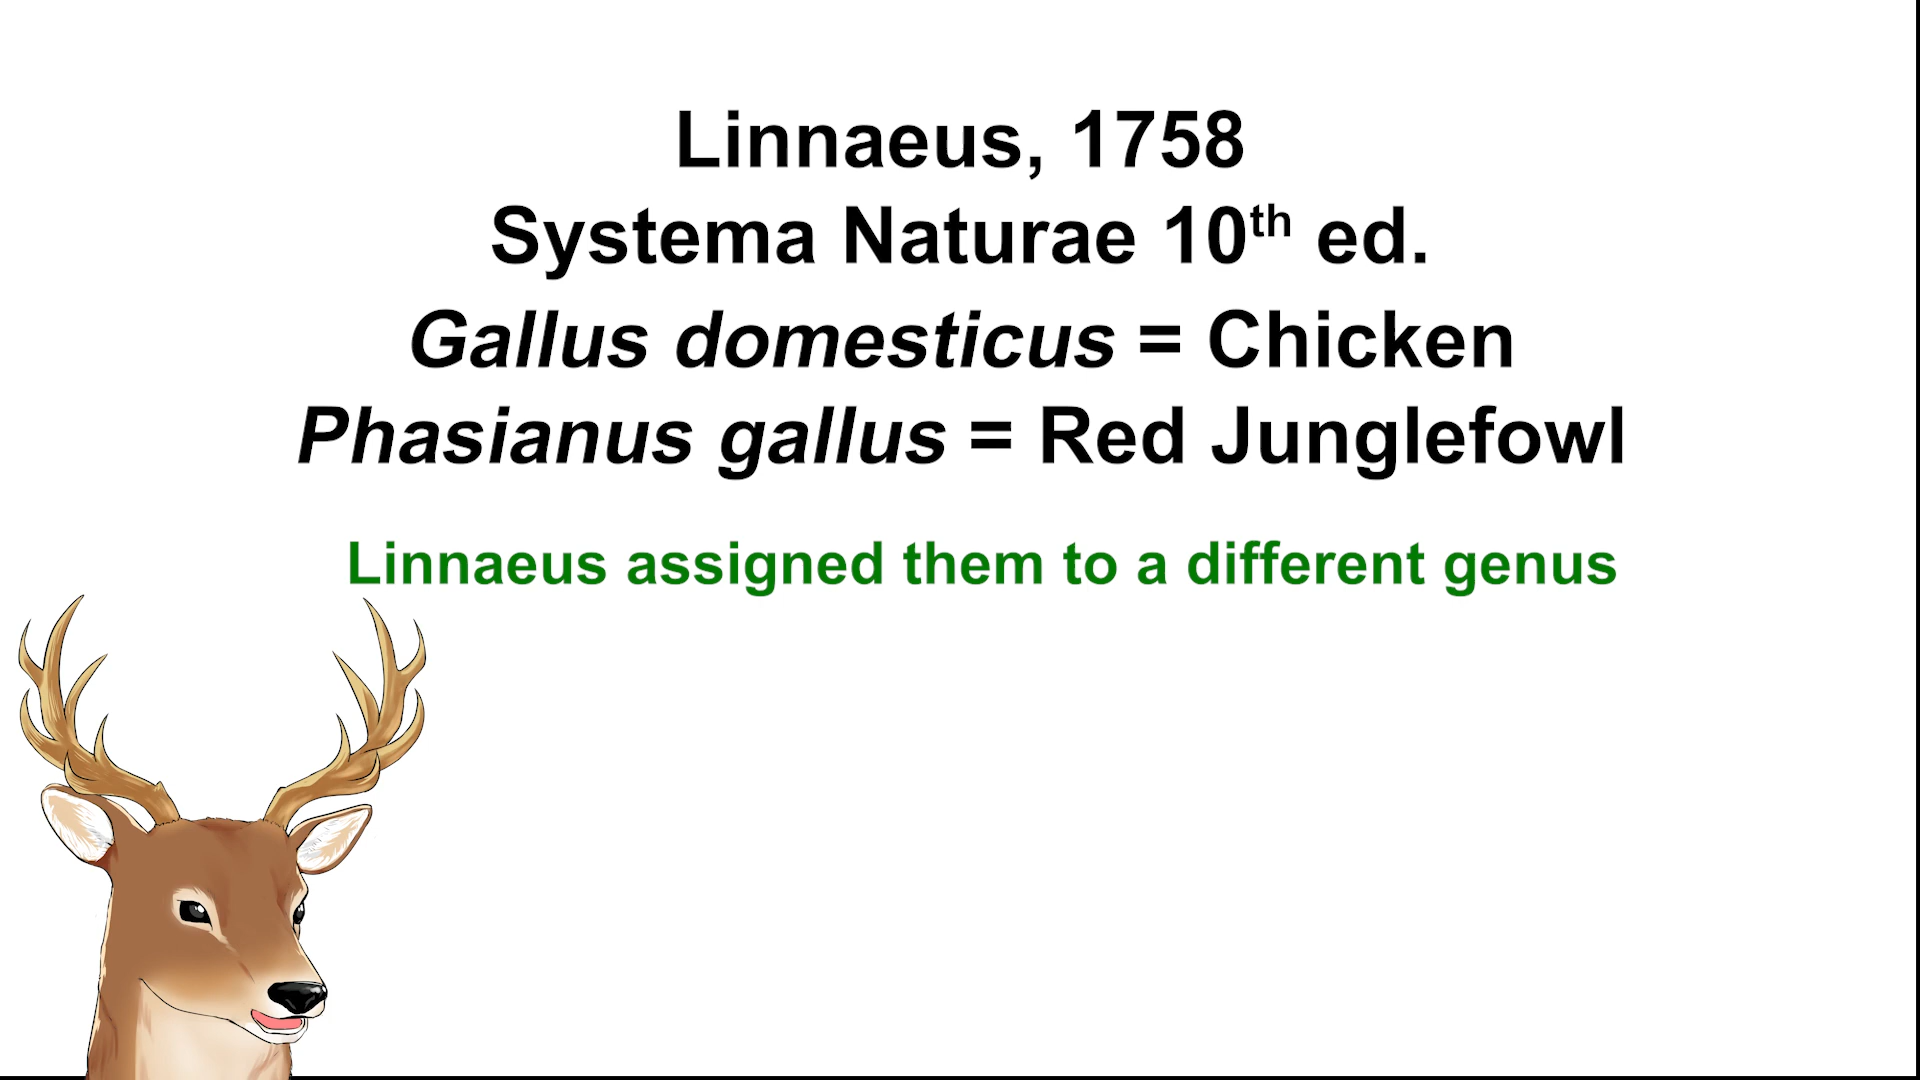 Linnaeus, 1758
Systema Naturae 10th ed.
Gallus domesticus = Chicken
Phasianus gallus = Red Junglefowl
Linnaeus assigned them to a different genus